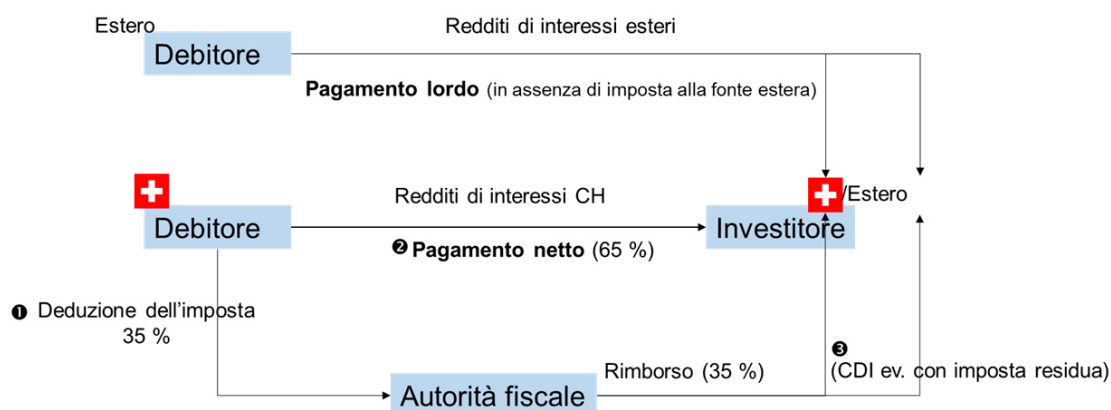 Estero
Redditi di interessi esteri
Debitore
Pagamento lordo (in assenza di imposta alla fonte estera)
Redditi di interessi CH
/Estero
Debitore
Investitore
❷ Pagamento netto (65 %)
❶ Deduzione dell’imposta
35 %
Rimborso (35 %)
❸
(CDI ev. con imposta residua)
Autorità fiscale